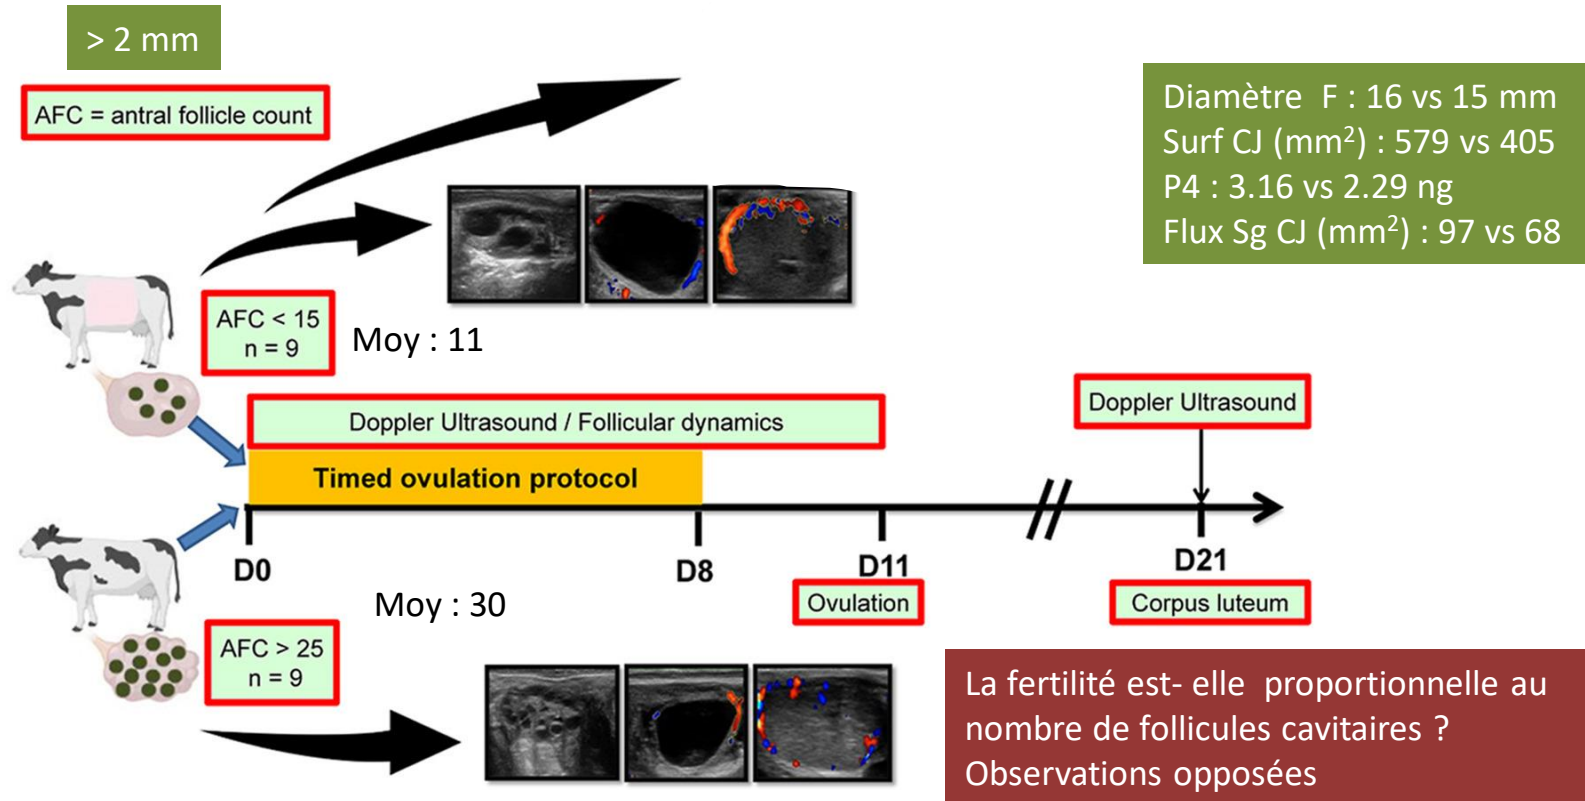 > 2 mm
AFC = antral follicle count
Diamètre F : 16 vs 15 mm
Surf CJ (mm²) : 579 vs 405
P4 : 3.16 vs 2.29 ng
Flux Sg CJ (mm²) : 97 vs 68
AFC < 15
n = 9
Moy : 11
Doppler Ultrasound / Follicular dynamics
Doppler Ultrasound
Timed ovulation protocol
D0
D8
D11
D21
Ovulation
Corpus luteum
Moy : 30
AFC > 25
n = 9
La fertilité est- elle proportionnelle au
nombre de follicules cavitaires ?
Observations opposées